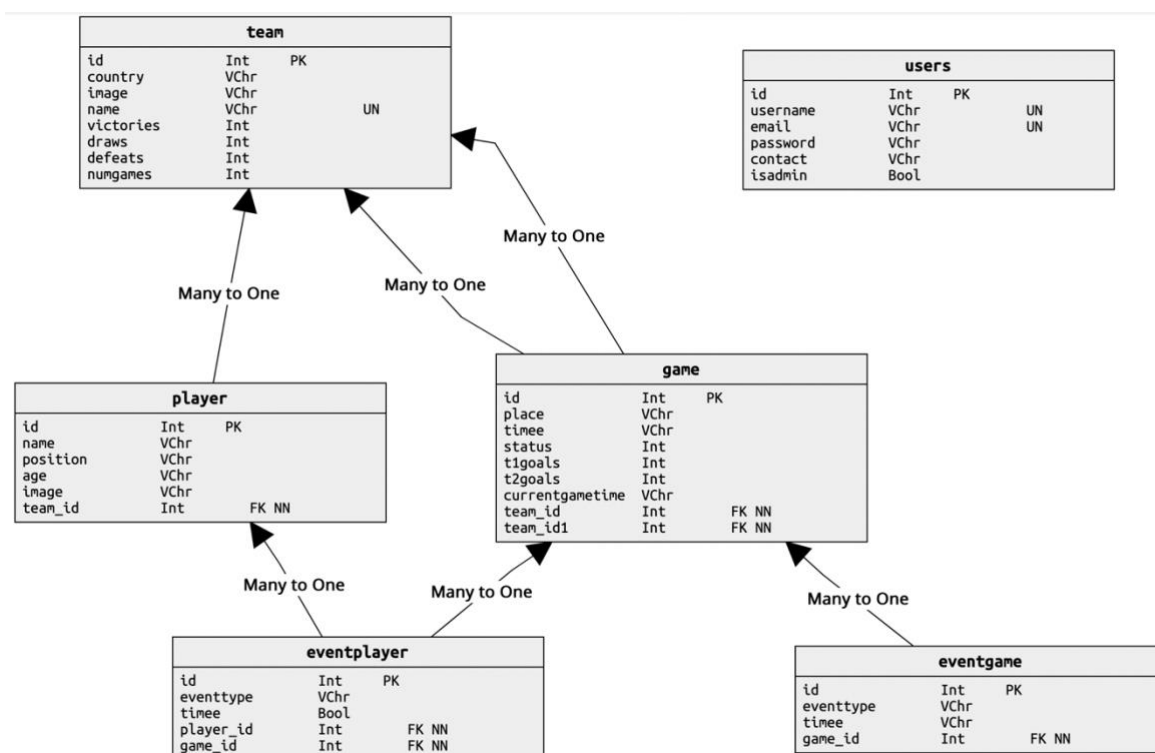 team
id Int PK
country VChr
image VChr
name VChr UN
victories Int
draws Int
defeats Int
numgames Int
users
id Int PK
username VChr UN
email VChr UN
password VChr
contact VChr
isadmin Bool
Many to One
Many to One
Many to One
player
id Int PK
name VChr
position VChr
age VChr
image VChr
team_id Int FK NN
game
id Int PK
place VChr
timee VChr
status Int
t1goals Int
t2goals Int
currentgametime VChr
team_id Int FK NN
team_id1 Int FK NN
Many to One
Many to One
Many to One
eventplayer
id Int PK
eventtype VChr
timee Bool
player_id Int FK NN
game_id Int FK NN
eventgame
id Int PK
eventtype VChr
timee VChr
game_id Int FK NN